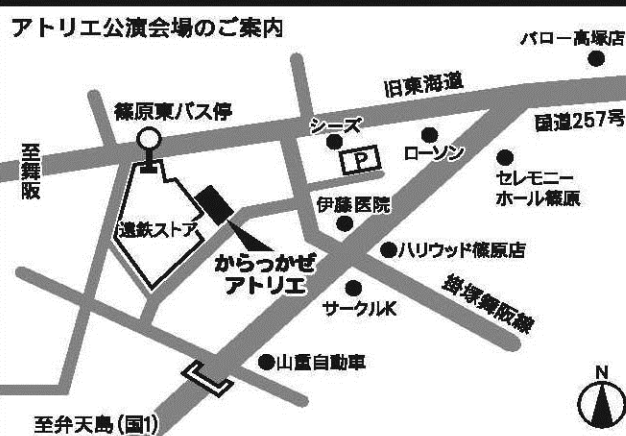 アトリエ公演会場のご案内
バロー高塚店
旧東海道
篠原東バス停
国道257号
シーズ
P
ローソン
至舞阪
セレモニー
ホール篠原
伊藤医院
遠鉄ストア
からっかぜ
アトリエ
ハリウッド篠原店
サークルK
掛塚舞阪線
山重自動車
N
至弁天島(国1)